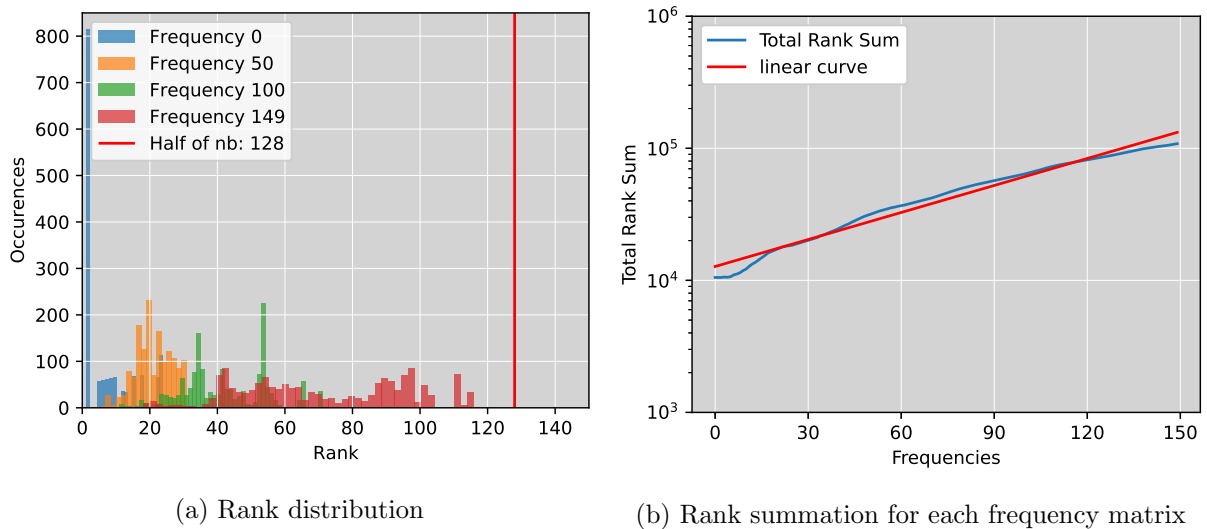 800
700
600
500
400
300
200
100
0
Occurences
0 20 40 60 80 100 120 140
Rank
Frequency 0
Frequency 50
Frequency 100
Frequency 149
Half of nb: 128
(a) Rank distribution
10^6
10^5
10^4
10^3
Total Rank Sum
0 30 60 90 120 150
Frequencies
Total Rank Sum
linear curve
(b) Rank summation for each frequency matrix